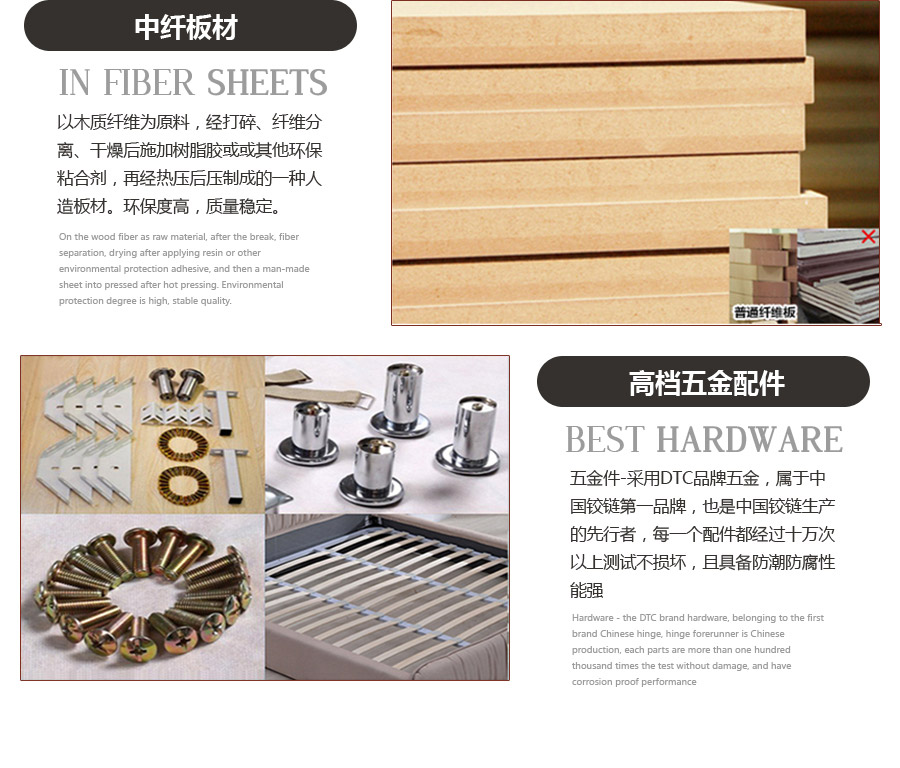 中纤板材
IN FIBER SHEETS
以木质纤维为原料，经打碎、纤维分
离、干燥后施加树脂胶或或其他环保
粘合剂，再经热压后压制成的一种人
造板材。环保度高，质量稳定。
On the wood fiber as raw material, after the break, fiber
separation, drying after applying resin or other
environmental protection adhesive, and then a man-made
sheet into pressed after hot pressing. Environmental
protection degree is high, stable quality.
普通纤维板
高档五金配件
BEST HARDWARE
五金件-采用DTC品牌五金，属于中
国铰链第一品牌，也是中国铰链生产
的先行者，每一个配件都经过十万次
以上测试不损坏，且具备防潮防腐性
能强
Hardware - the DTC brand hardware, belonging to the first
brand Chinese hinge, hinge forerunner is Chinese
production, each parts are more than one hundred
thousand times the test without damage, and have
corrosion proof performance